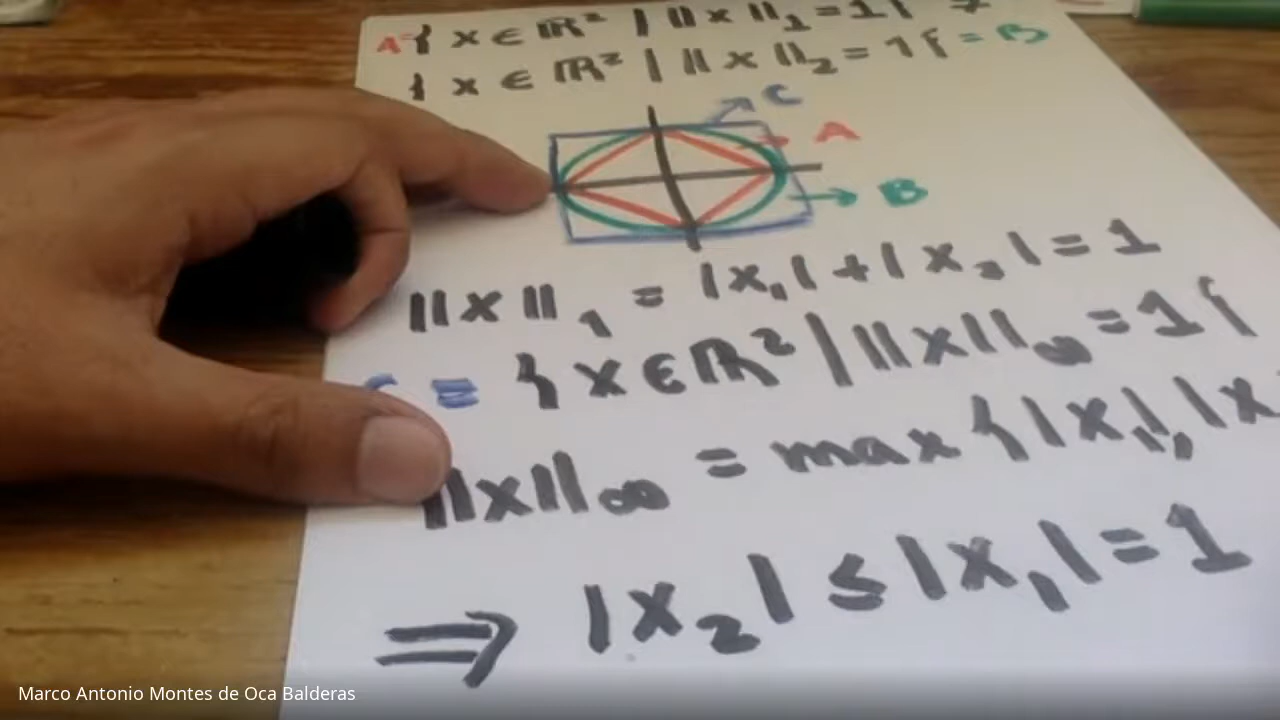 A = { x ∈ ℝ² | ||x||₁ = 1 } ≠
{ x ∈ ℝ² | ||x||₂ = 1 } = B
C
A
B
||x||₁ = |x₁| + |x₂| = 1
C = { x ∈ ℝ² | ||x||∞ = 1 }
||x||∞ = max { |x₁|, |x
⇒ |x₂| ≤ |x₁| = 1
Marco Antonio Montes de Oca Balderas